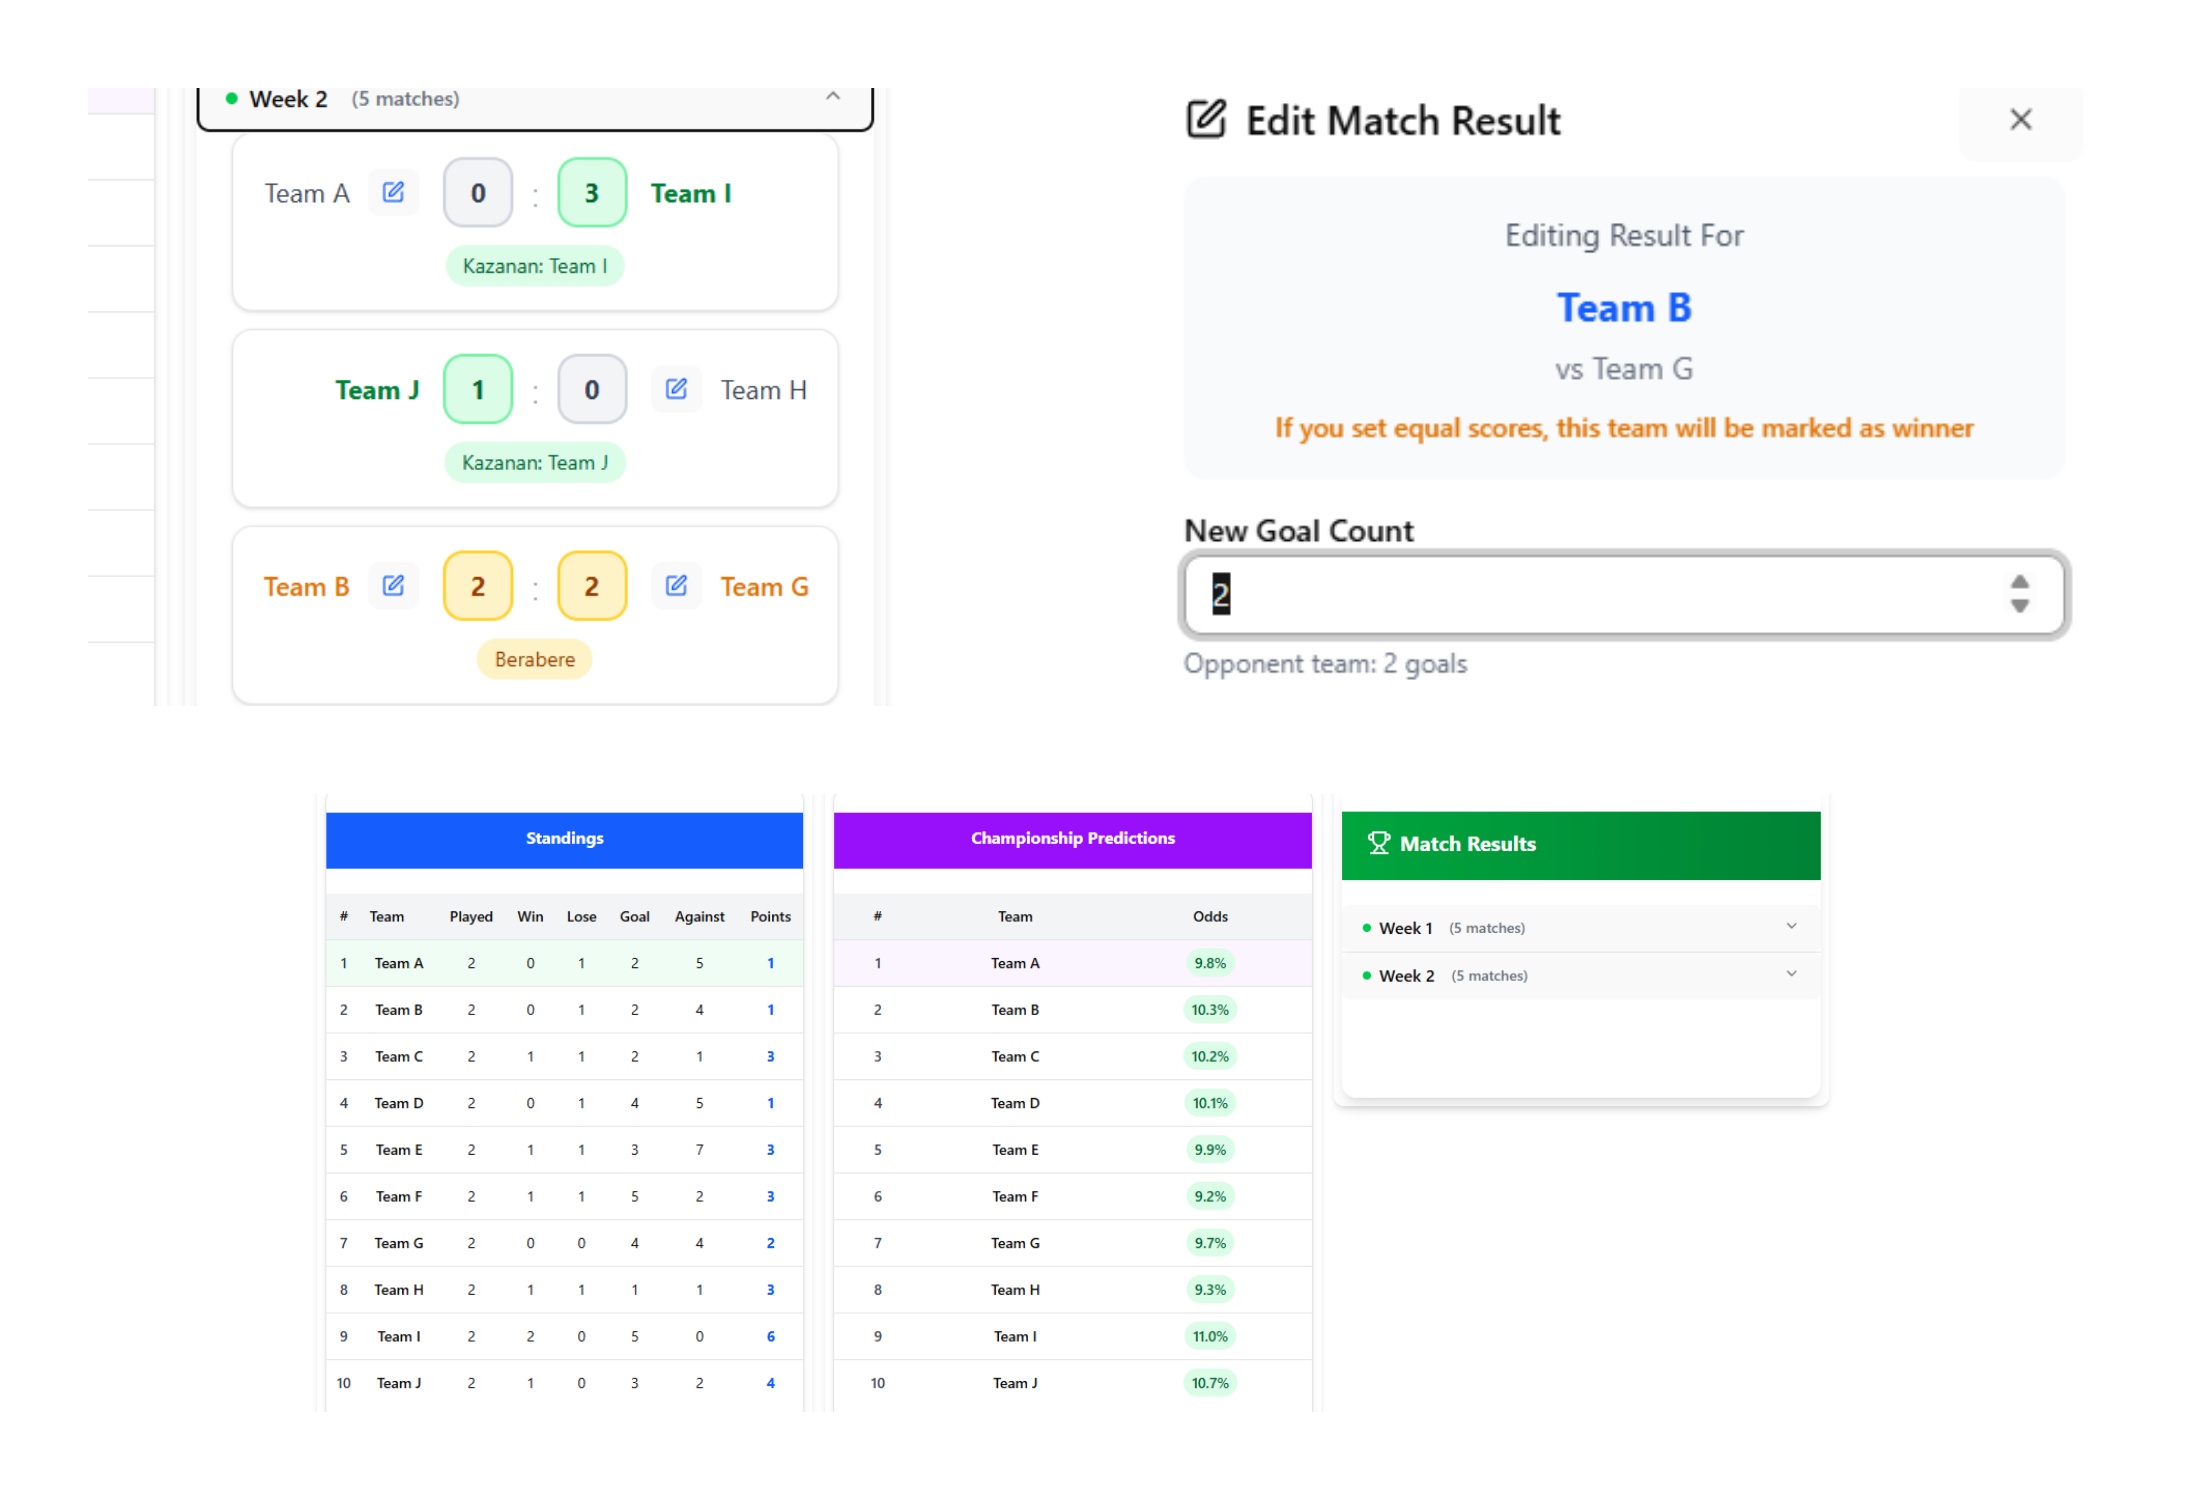 Week 2 (5 matches)
Team A 0 : 3 Team I
Kazanan: Team I
Team J 1 : 0 Team H
Kazanan: Team J
Team B 2 : 2 Team G
Berabere
Edit Match Result
Editing Result For
Team B
vs Team G
If you set equal scores, this team will be marked as winner
New Goal Count
2
Opponent team: 2 goals
Standings
# Team Played Win Lose Goal Against Points
1 Team A 2 0 1 2 5 1
2 Team B 2 0 1 2 4 1
3 Team C 2 1 1 2 1 3
4 Team D 2 0 1 4 5 1
5 Team E 2 1 1 3 7 3
6 Team F 2 1 1 5 2 3
7 Team G 2 0 0 4 4 2
8 Team H 2 1 1 1 1 3
9 Team I 2 2 0 5 0 6
10 Team J 2 1 0 3 2 4
Championship Predictions
# Team Odds
1 Team A 9.8%
2 Team B 10.3%
3 Team C 10.2%
4 Team D 10.1%
5 Team E 9.9%
6 Team F 9.2%
7 Team G 9.7%
8 Team H 9.3%
9 Team I 11.0%
10 Team J 10.7%
Match Results
Week 1 (5 matches)
Week 2 (5 matches)